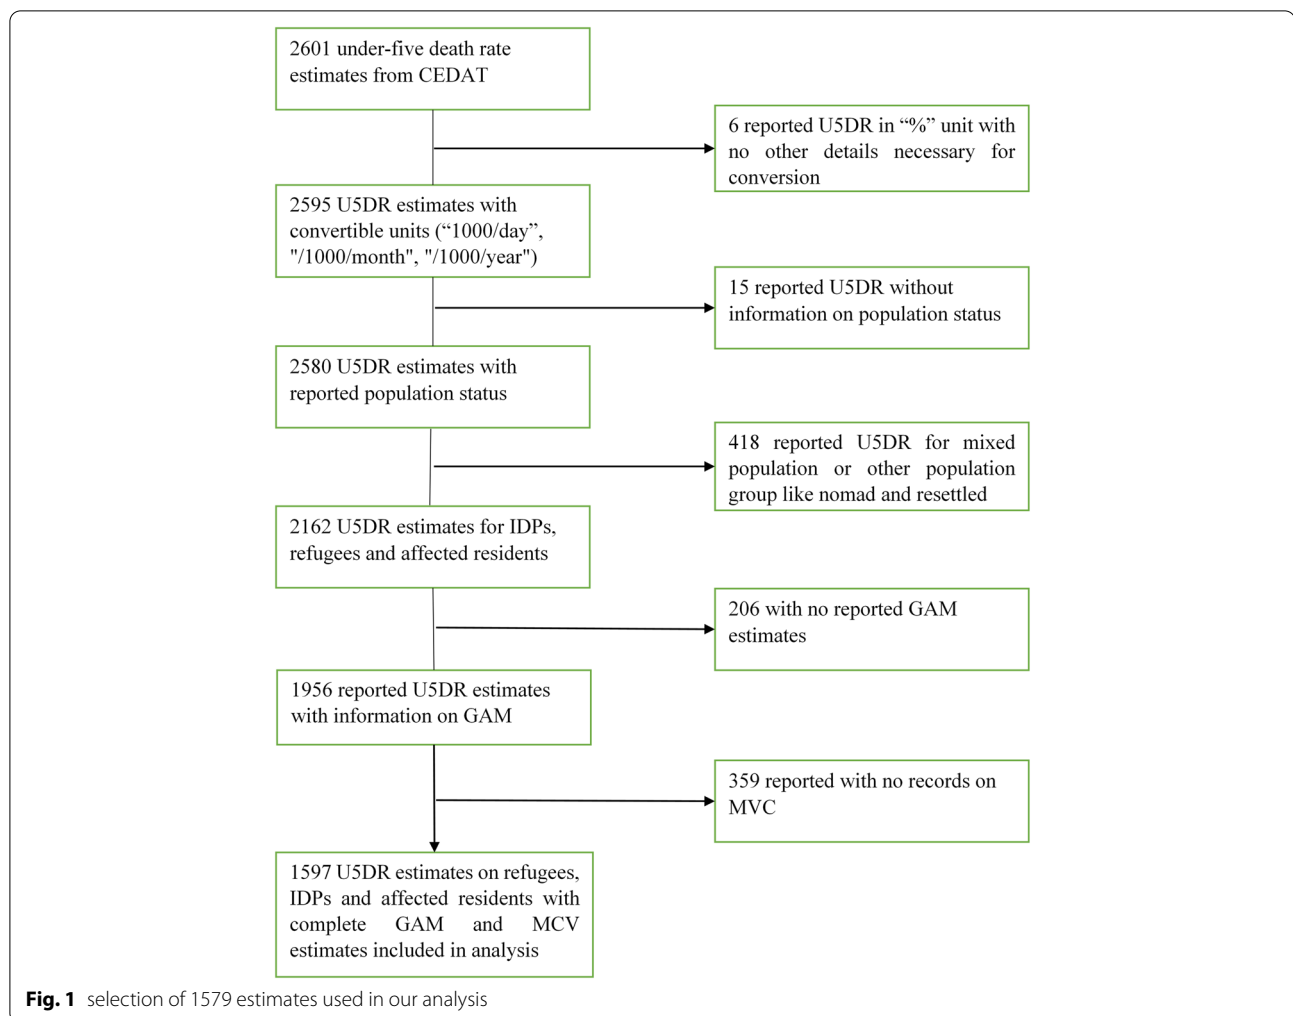 2601 under-five death rate
estimates from CEDAT
6 reported U5DR in “%” unit with
no other details necessary for
conversion
2595 U5DR estimates with
convertible units (“1000/day”,
"/1000/month", "/1000/year")
15 reported U5DR without
information on population status
2580 U5DR estimates with
reported population status
418 reported U5DR for mixed
population or other population
group like nomad and resettled
2162 U5DR estimates for IDPs,
refugees and affected residents
206 with no reported GAM
estimates
1956 reported U5DR estimates
with information on GAM
359 reported with no records on
MVC
1597 U5DR estimates on refugees,
IDPs and affected residents with
complete GAM and MCV
estimates included in analysis
Fig. 1 selection of 1579 estimates used in our analysis